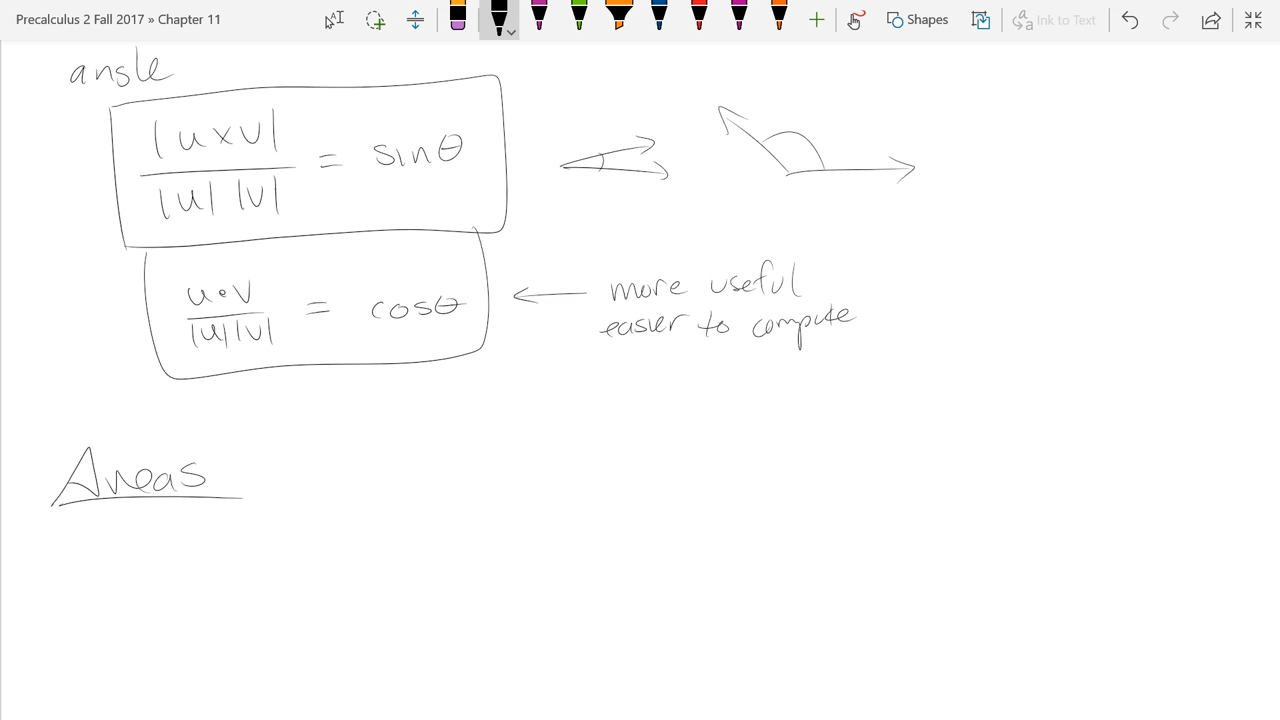 Precalculus 2 Fall 2017 » Chapter 11
Shapes
Ink to Text
angle
|u×v|
|u| |v|
= sinθ
u•v
|u||v|
= cosθ
← more useful
easier to compute
Areas